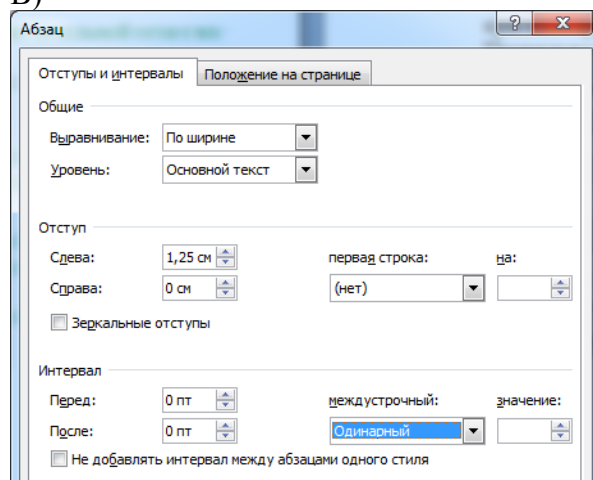 В)
Абзац
Отступы и интервалы Положение на странице
Общие
Выравнивание: По ширине
Уровень: Основной текст
Отступ
Слева: 1,25 см первая строка: на:
Справа: 0 см (нет)
Зеркальные отступы
Интервал
Перед: 0 пт междустрочный: значение:
После: 0 пт Одинарный
Не добавлять интервал между абзацами одного стиля